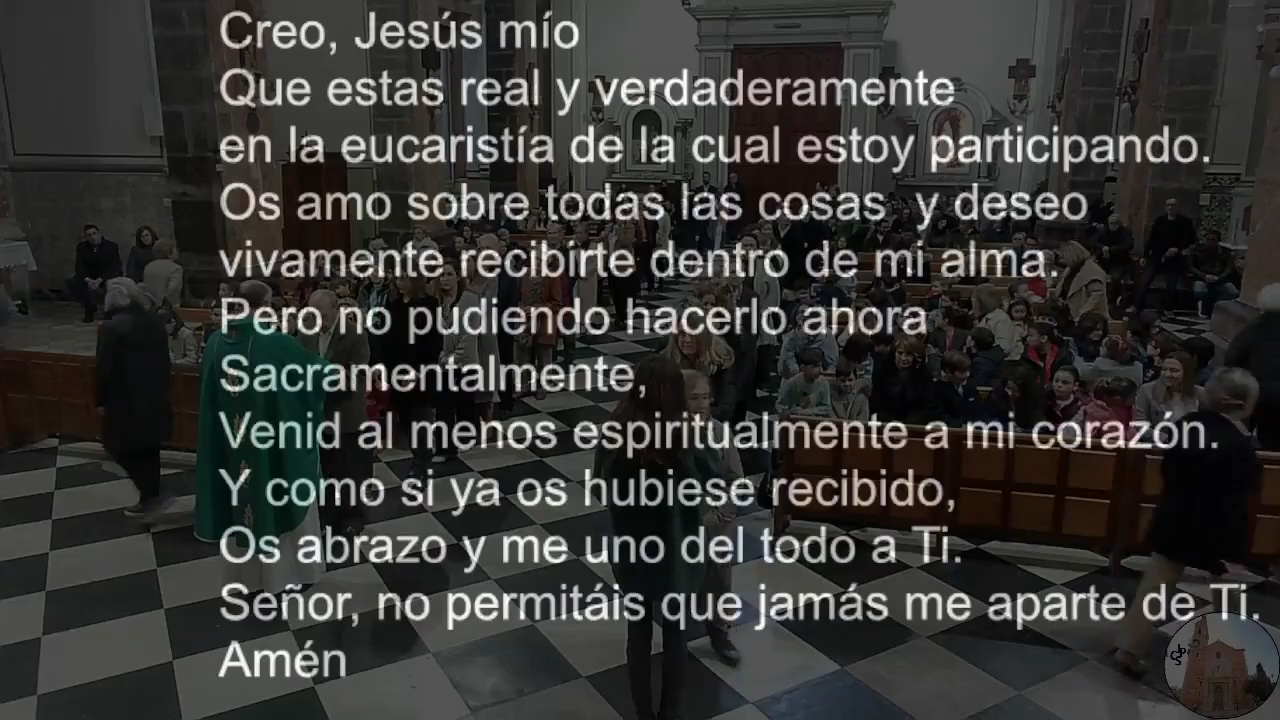 Creo, Jesús mío
Que estas real y verdaderamente
en la eucaristía de la cual estoy participando.
Os amo sobre todas las cosas y deseo
vivamente recibirte dentro de mi alma.
Pero no pudiendo hacerlo ahora
Sacramentalmente,
Venid al menos espiritualmente a mi corazón.
Y como si ya os hubiese recibido,
Os abrazo y me uno del todo a Ti.
Señor, no permitáis que jamás me aparte de Ti.
Amén